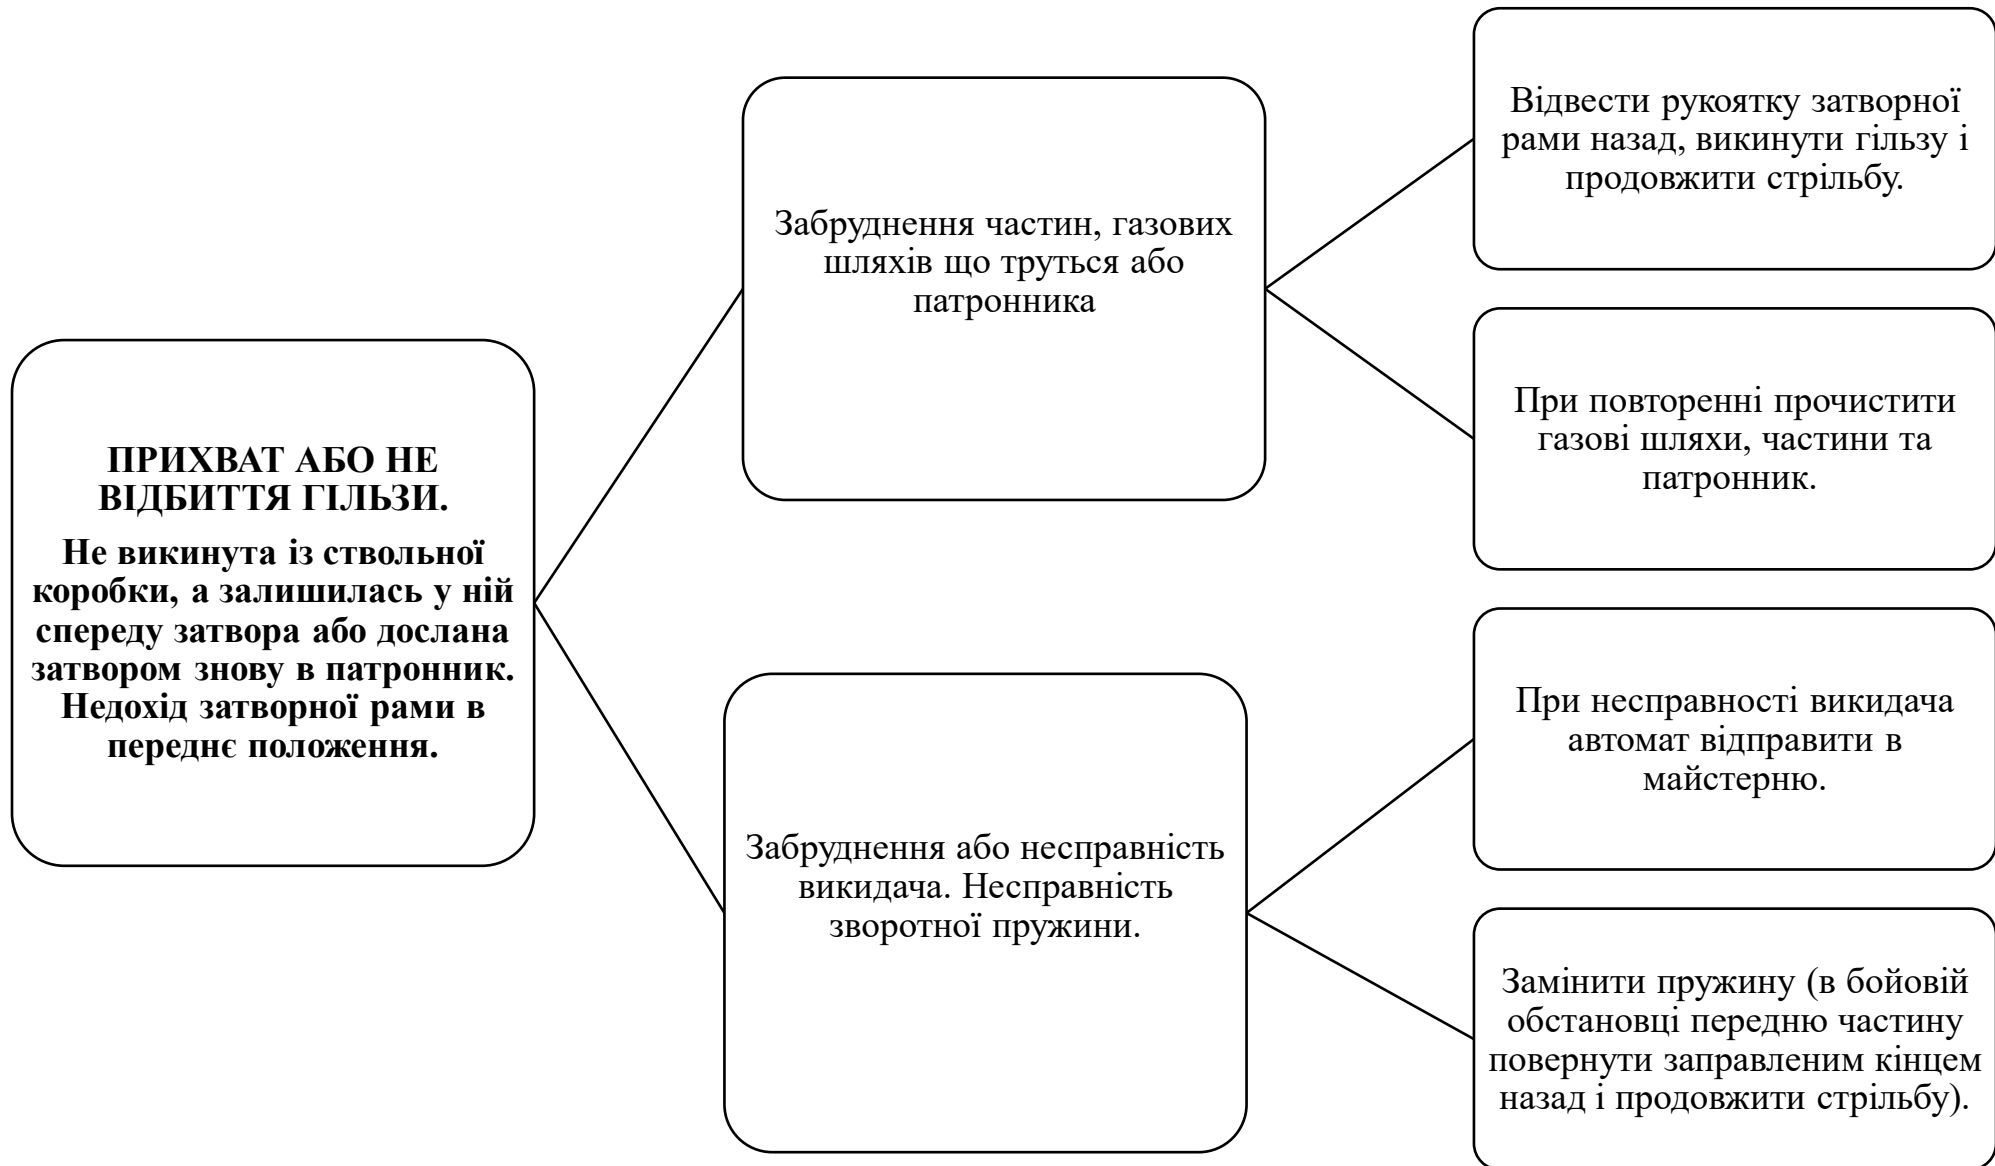 ПРИХВАТ АБО НЕ
ВІДБИТТЯ ГІЛЬЗИ.
Не викинута із ствольної
коробки, а залишилась у ній
спереду затвора або дослана
затвором знову в патронник.
Недохід затворної рами в
переднє положення.
Забруднення частин, газових
шляхів що труться або
патронника
Відвести рукоятку затворної
рами назад, викинути гільзу і
продовжити стрільбу.
При повторенні прочистити
газові шляхи, частини та
патронник.
Забруднення або несправність
викидача. Несправність
зворотної пружини.
При несправності викидача
автомат відправити в
майстерню.
Замінити пружину (в бойовій
обстановці передню частину
повернути заправленим кінцем
назад і продовжити стрільбу).